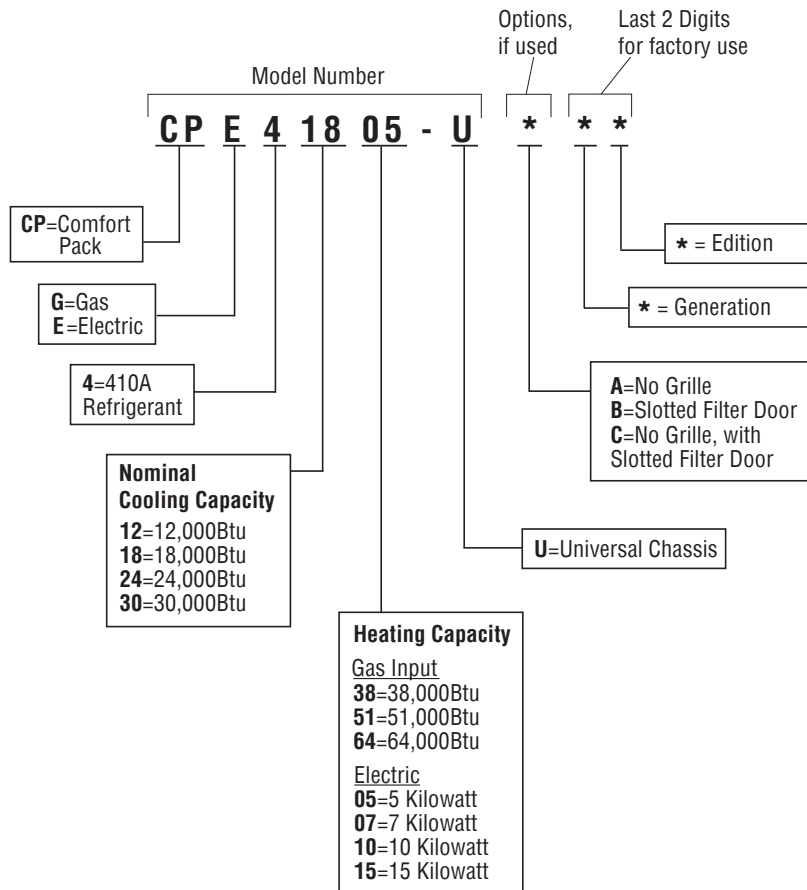 Options,
if used
Last 2 Digits
for factory use
Model Number
CP E 4 18 05 - U * * *
CP=Comfort
Pack
G=Gas
E=Electric
4=410A
Refrigerant
Nominal
Cooling Capacity
12=12,000Btu
18=18,000Btu
24=24,000Btu
30=30,000Btu
Heating Capacity
Gas Input
38=38,000Btu
51=51,000Btu
64=64,000Btu
Electric
05=5 Kilowatt
07=7 Kilowatt
10=10 Kilowatt
15=15 Kilowatt
U=Universal Chassis
A=No Grille
B=Slotted Filter Door
C=No Grille, with
Slotted Filter Door
* = Generation
* = Edition